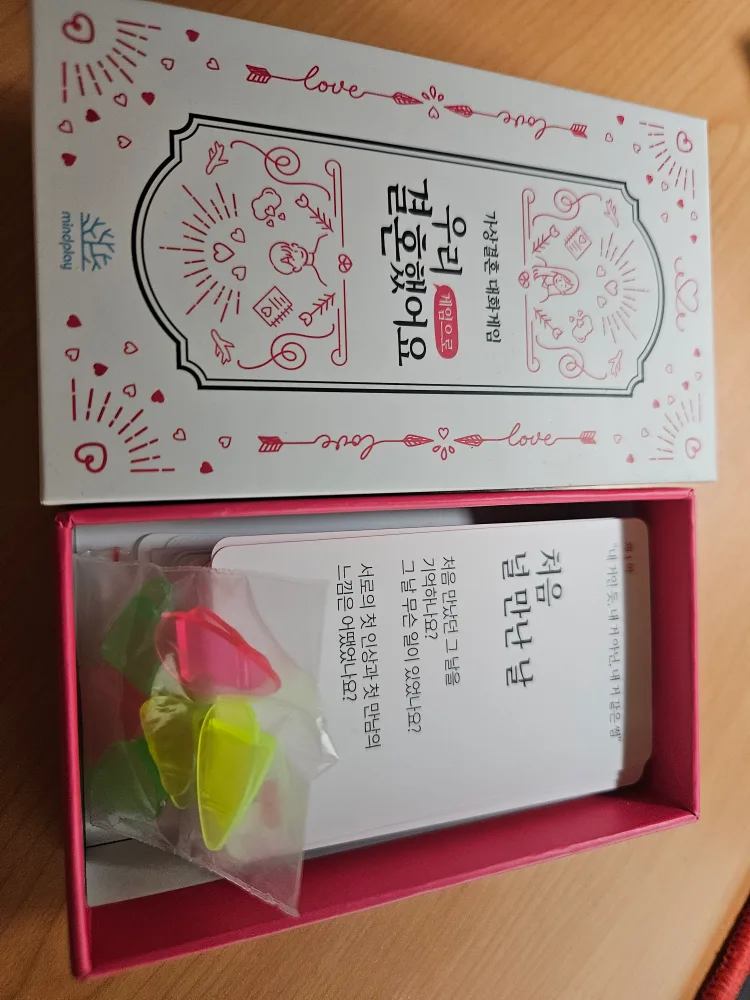 love
love
가상결혼 대화게임
우리 게임으로
결혼했어요
mindplay
love
love
제 1 막
"내 거인 듯, 내 거 아닌, 내 거 같은 썸"
처음
널 만난 날
처음 만났던 그 날을
기억하나요?
그 날 무슨 일이 있었나요?
서로의 첫 인상과 첫 만남의
느낌은 어땠었나요?